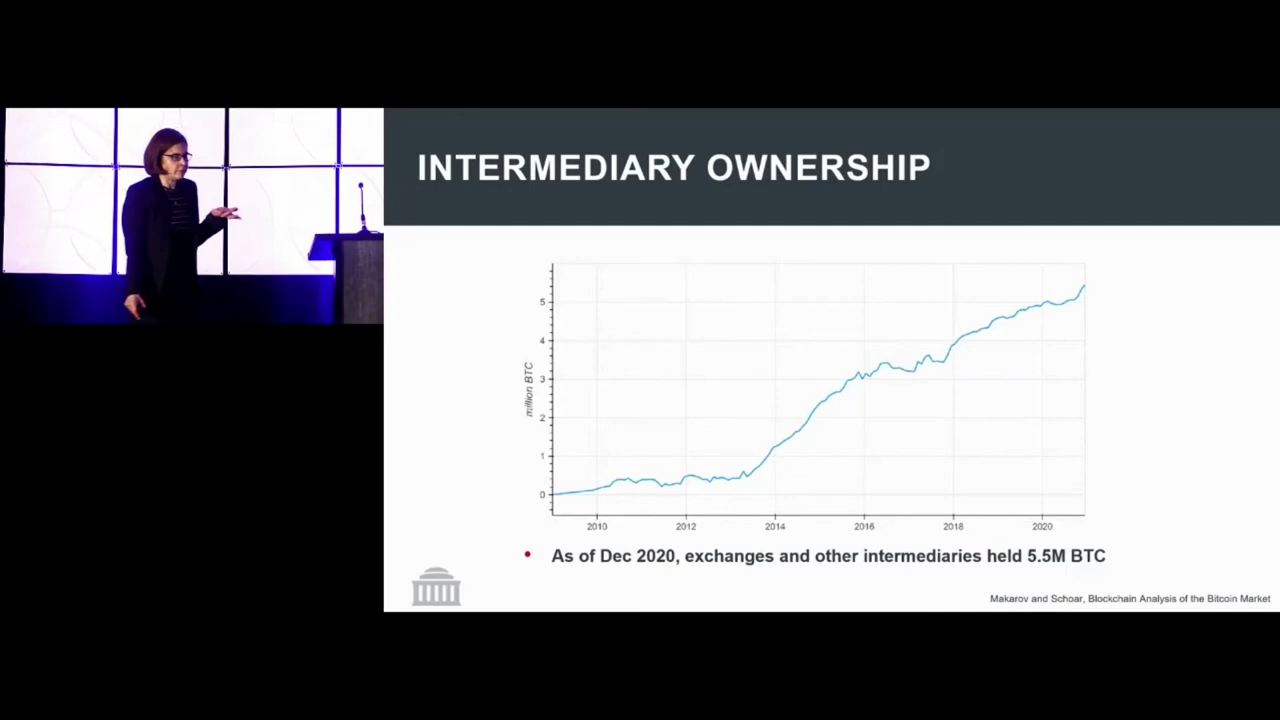 INTERMEDIARY OWNERSHIP
5
4
3
2
1
0
million BTC
2010 2012 2014 2016 2018 2020
• As of Dec 2020, exchanges and other intermediaries held 5.5M BTC
Makarov and Schoar, Blockchain Analysis of the Bitcoin Market